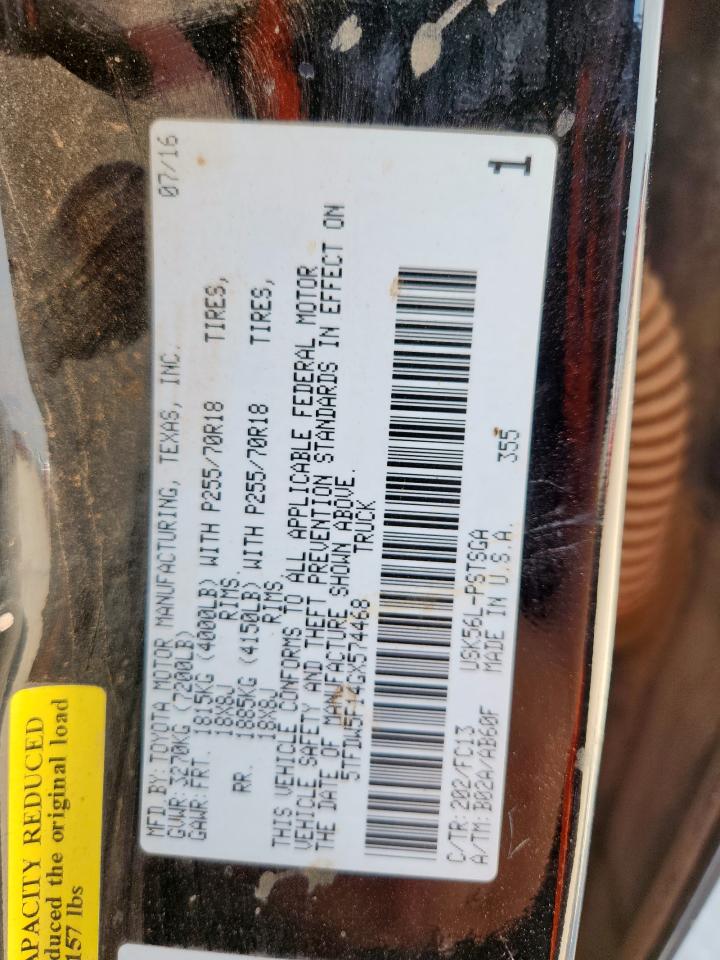 07/16
MFD.BY:TOYOTA MOTOR MANUFACTURING, TEXAS, INC.
GVWR: 3270KG (7200LB)
GAWR:FRT. 1815KG (4000LB) WITH P255/70R18 TIRES,
18X8J RIMS.
RR. 1885KG (4150LB) WITH P255/70R18 TIRES,
18X8J RIMS.
THIS VEHICLE CONFORMS TO ALL APPLICABLE FEDERAL MOTOR
VEHICLE SAFETY AND THEFT PREVENTION STANDARDS IN EFFECT ON
THE DATE OF MANUFACTURE SHOWN ABOVE.
TRUCK
C/TR: 202/FC13 USK56L-PSTSGA
A/TM: B02A/AB60F MADE IN U.S.A. 355
1
APACITY REDUCED
duced the original load
157 lbs